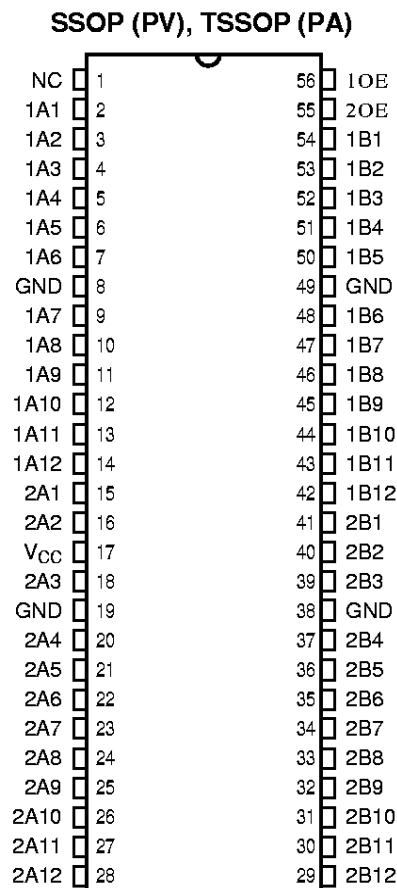 SSOP (PV), TSSOP (PA)
NC 1 56 1OE
1A1 2 55 2OE
1A2 3 54 1B1
1A3 4 53 1B2
1A4 5 52 1B3
1A5 6 51 1B4
1A6 7 50 1B5
GND 8 49 GND
1A7 9 48 1B6
1A8 10 47 1B7
1A9 11 46 1B8
1A10 12 45 1B9
1A11 13 44 1B10
1A12 14 43 1B11
2A1 15 42 1B12
2A2 16 41 2B1
VCC 17 40 2B2
2A3 18 39 2B3
GND 19 38 GND
2A4 20 37 2B4
2A5 21 36 2B5
2A6 22 35 2B6
2A7 23 34 2B7
2A8 24 33 2B8
2A9 25 32 2B9
2A10 26 31 2B10
2A11 27 30 2B11
2A12 28 29 2B12